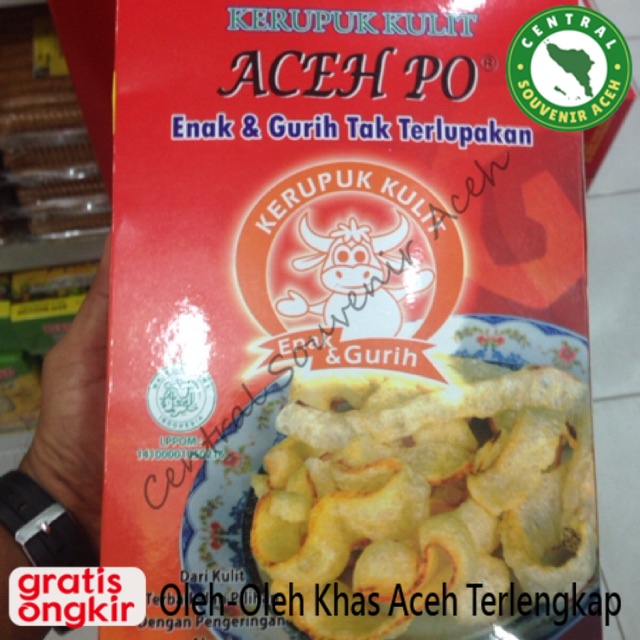 KERUPUK KULIT
ACEH PO®
Enak & Gurih Tak Terlupakan
CENTRAL
SOUVENIR ACEH
KERUPUK KULIT
Enak
& Gurih
Central Souvenir Aceh
INDONESIA
LPPOM
Dari Kulit
Dengan Pengeringan
gratis
ongkir
Oleh-Oleh Khas Aceh Terlengkap